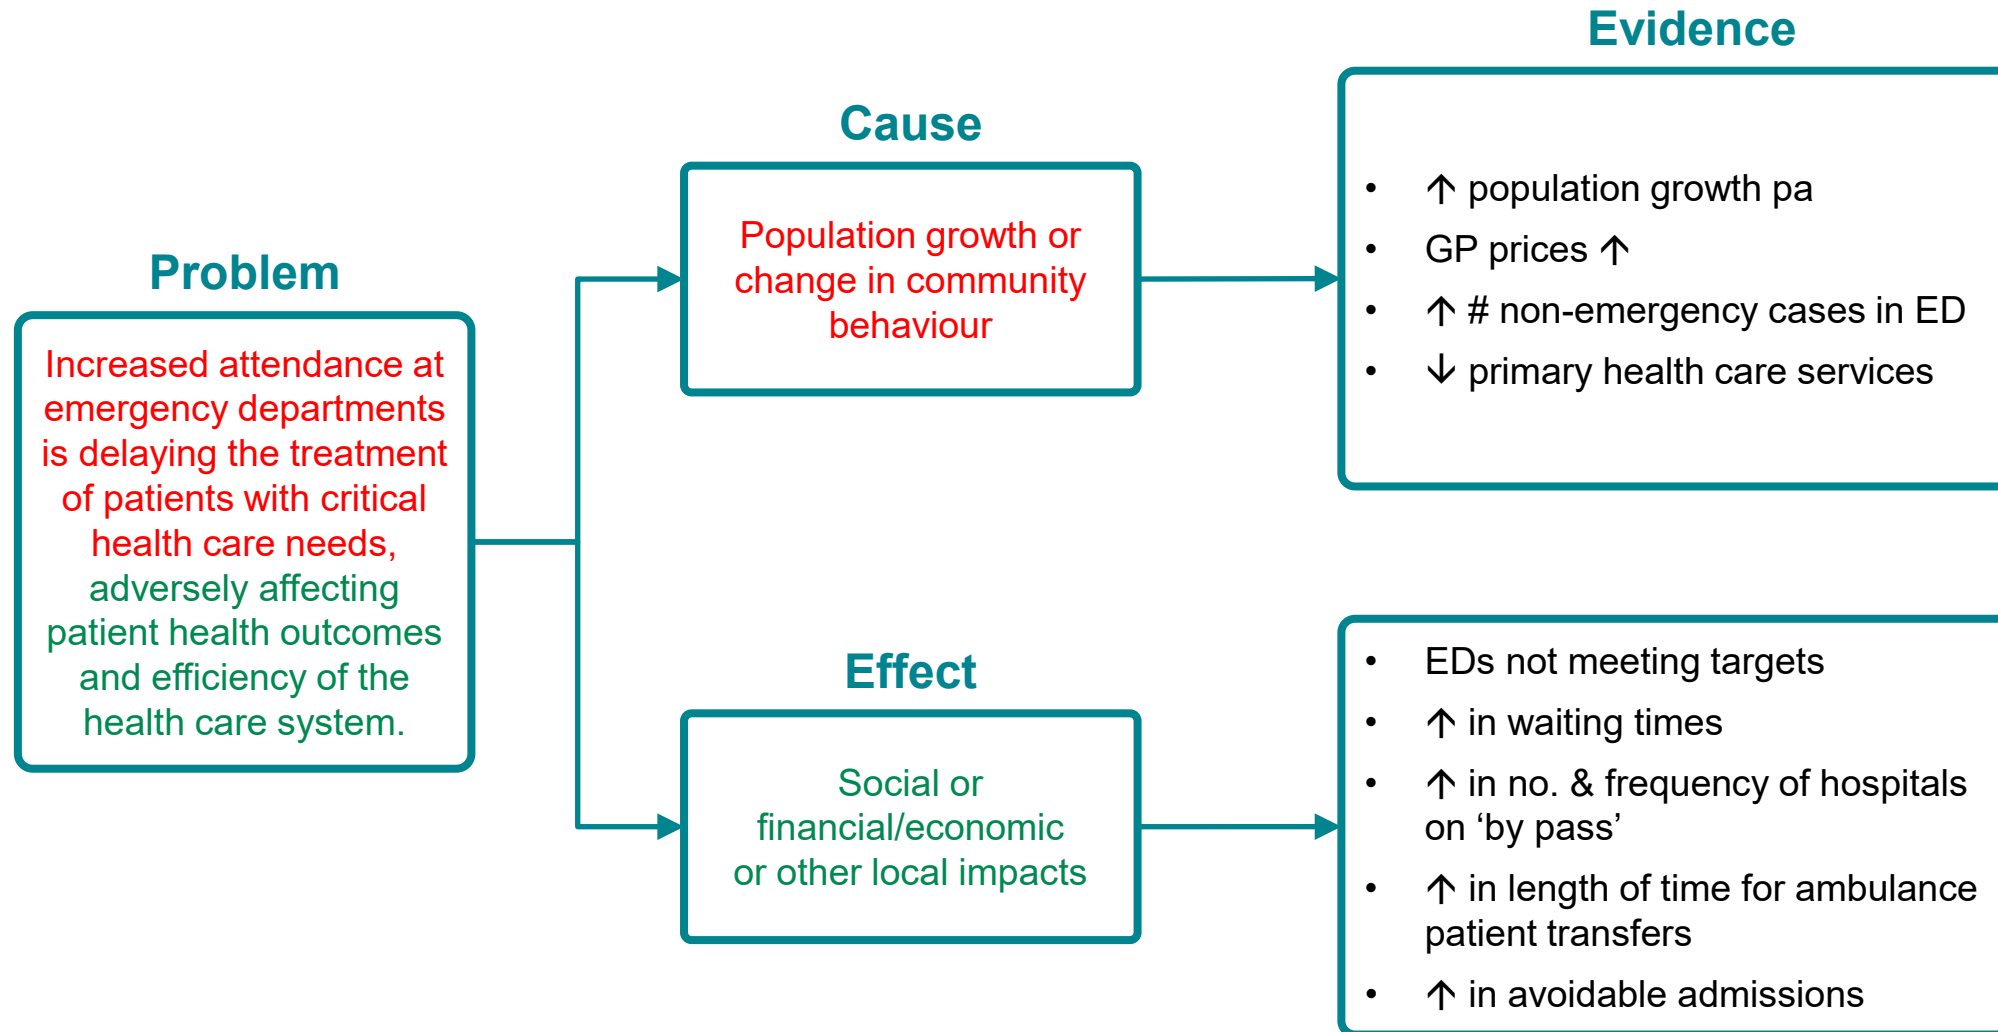 Problem
Increased attendance at
emergency departments
is delaying the treatment
of patients with critical
health care needs,
adversely affecting
patient health outcomes
and efficiency of the
health care system.
Cause
Population growth or
change in community
behaviour
Evidence
• ↑ population growth pa
• GP prices ↑
• ↑ # non-emergency cases in ED
• ↓ primary health care services
Effect
Social or
financial/economic
or other local impacts
• EDs not meeting targets
• ↑ in waiting times
• ↑ in no. & frequency of hospitals
on ‘by pass’
• ↑ in length of time for ambulance
patient transfers
• ↑ in avoidable admissions